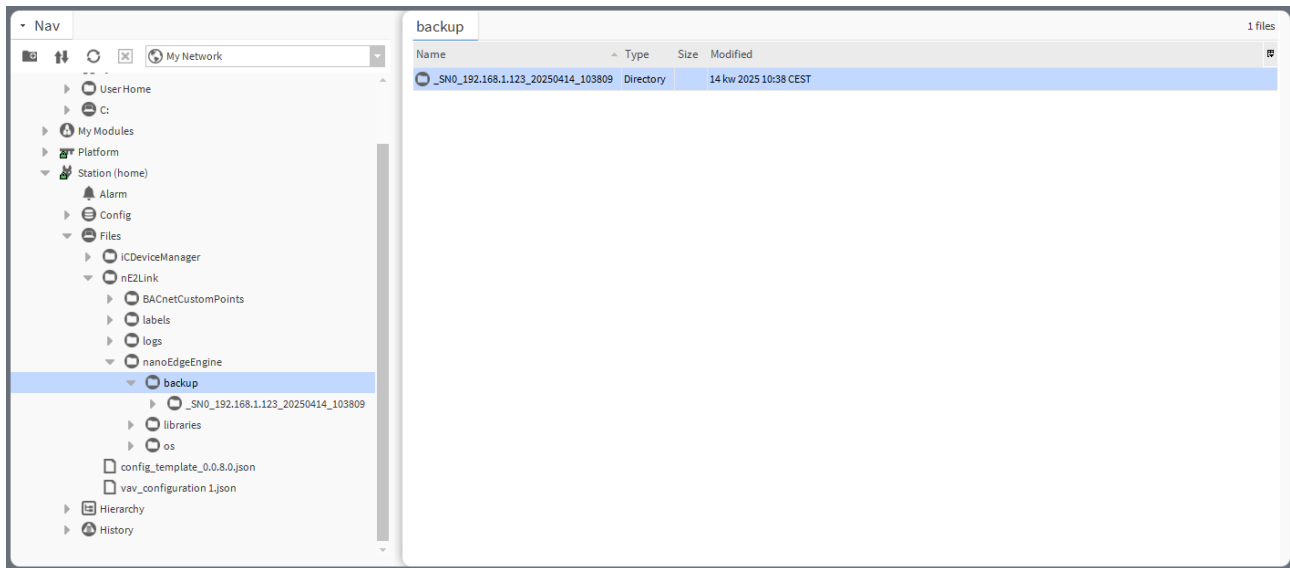 Nav
My Network
User Home
C:
My Modules
Platform
Station (home)
Alarm
Config
Files
iCDeviceManager
nE2Link
BACnetCustomPoints
labels
logs
nanoEdgeEngine
backup
_SN0_192.168.1.123_20250414_103809
libraries
os
config_template_0.0.8.0.json
vav_configuration 1.json
Hierarchy
History
backup
1 files
Name Type Size Modified
_SN0_192.168.1.123_20250414_103809 Directory 14 kw 2025 10:38 CEST